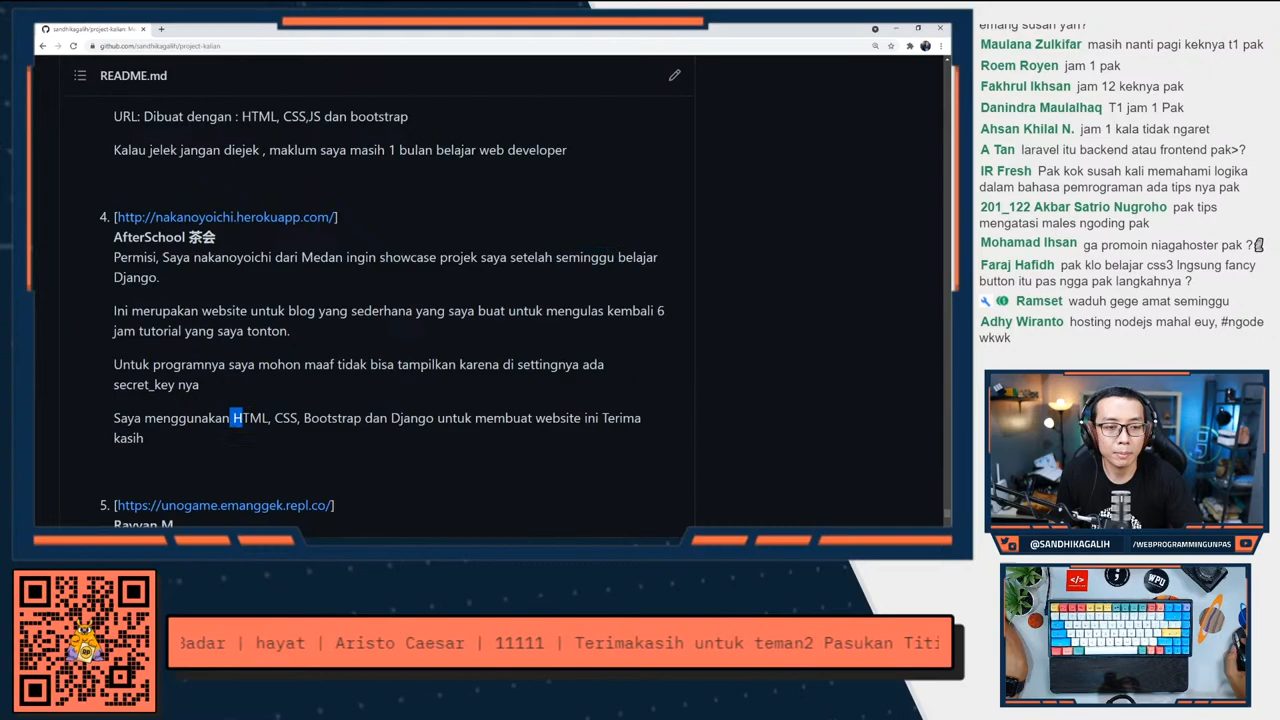 sandhikagalih/project-kalian: Me
github.com/sandhikagalih/project-kalian
README.md
URL: Dibuat dengan : HTML, CSS,JS dan bootstrap
Kalau jelek jangan diejek , maklum saya masih 1 bulan belajar web developer
4. [http://nakanoyoichi.herokuapp.com/]
AfterSchool 茶会
Permisi, Saya nakanoyoichi dari Medan ingin showcase projek saya setelah seminggu belajar
Django.
Ini merupakan website untuk blog yang sederhana yang saya buat untuk mengulas kembali 6
jam tutorial yang saya tonton.
Untuk programnya saya mohon maaf tidak bisa tampilkan karena di settingnya ada
secret_key nya
Saya menggunakan HTML, CSS, Bootstrap dan Django untuk membuat website ini Terima
kasih
5. [https://unogame.emanggek.repl.co/]
Rayyan M
emang susah yah?
Maulana Zulkifar masih nanti pagi keknya t1 pak
Roem Royen jam 1 pak
Fakhrul Ikhsan jam 12 keknya pak
Danindra Maulalhaq T1 jam 1 Pak
Ahsan Khilal N. jam 1 kala tidak ngaret
A Tan laravel itu backend atau frontend pak>?
IR Fresh Pak kok susah kali memahami logika
dalam bahasa pemrograman ada tips nya pak
201_122 Akbar Satrio Nugroho pak tips
mengatasi males ngoding pak
Mohamad Ihsan ga promoin niagahoster pak ?
Faraj Hafidh pak klo belajar css3 lngsung fancy
button itu pas ngga pak langkahnya ?
Ramset waduh gege amat seminggu
Adhy Wiranto hosting nodejs mahal euy, #ngode
wkwk
@SANDHIKAGALIH
/WEBPROGRAMMINGUNPAS
</> WPU
Badar | hayat | Aristo Caesar 11111 | Terimakasih untuk teman2 Pasukan Titi